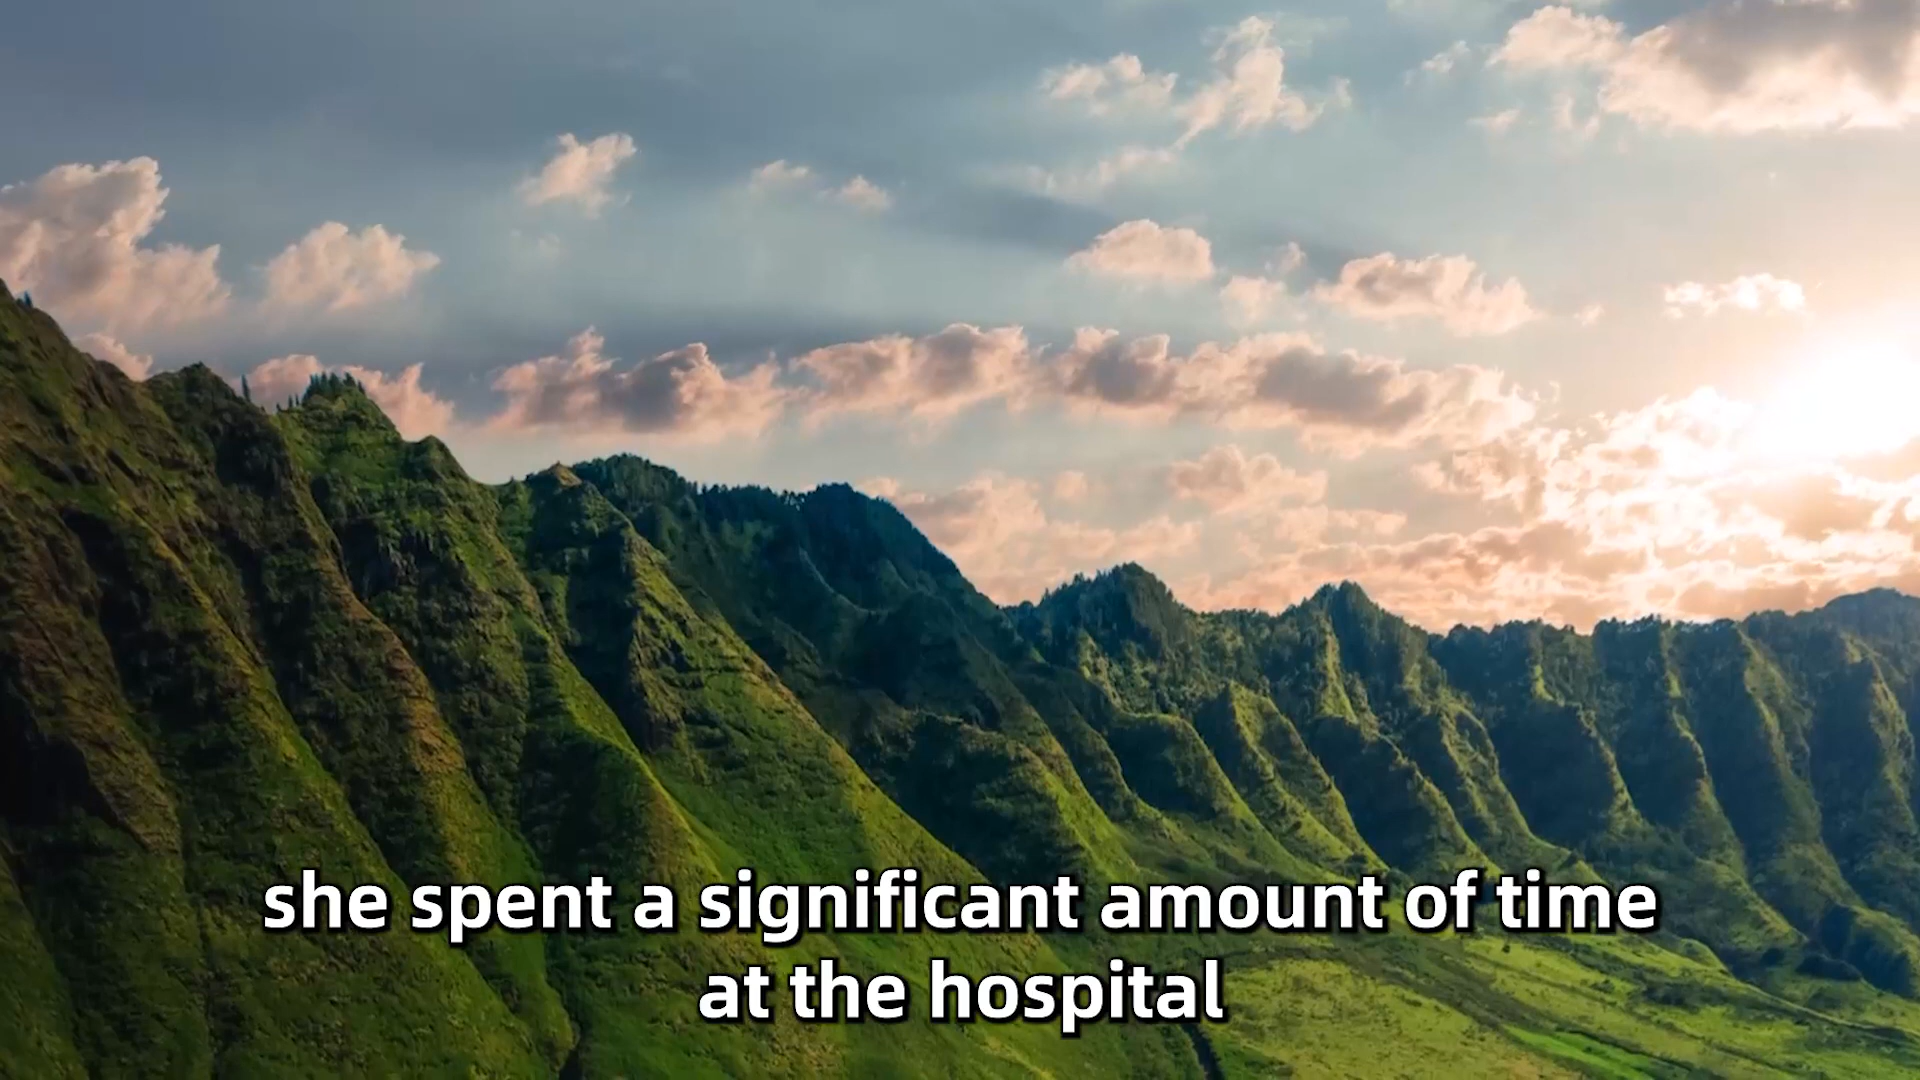 she spent a significant amount of time
at the hospital